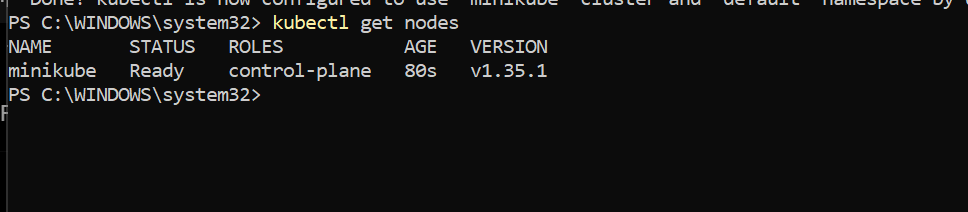 Done! kubectl is now configured to use "minikube" cluster and "default" namespace by
PS C:\WINDOWS\system32> kubectl get nodes
NAME       STATUS   ROLES           AGE   VERSION
minikube   Ready    control-plane   80s   v1.35.1
PS C:\WINDOWS\system32>